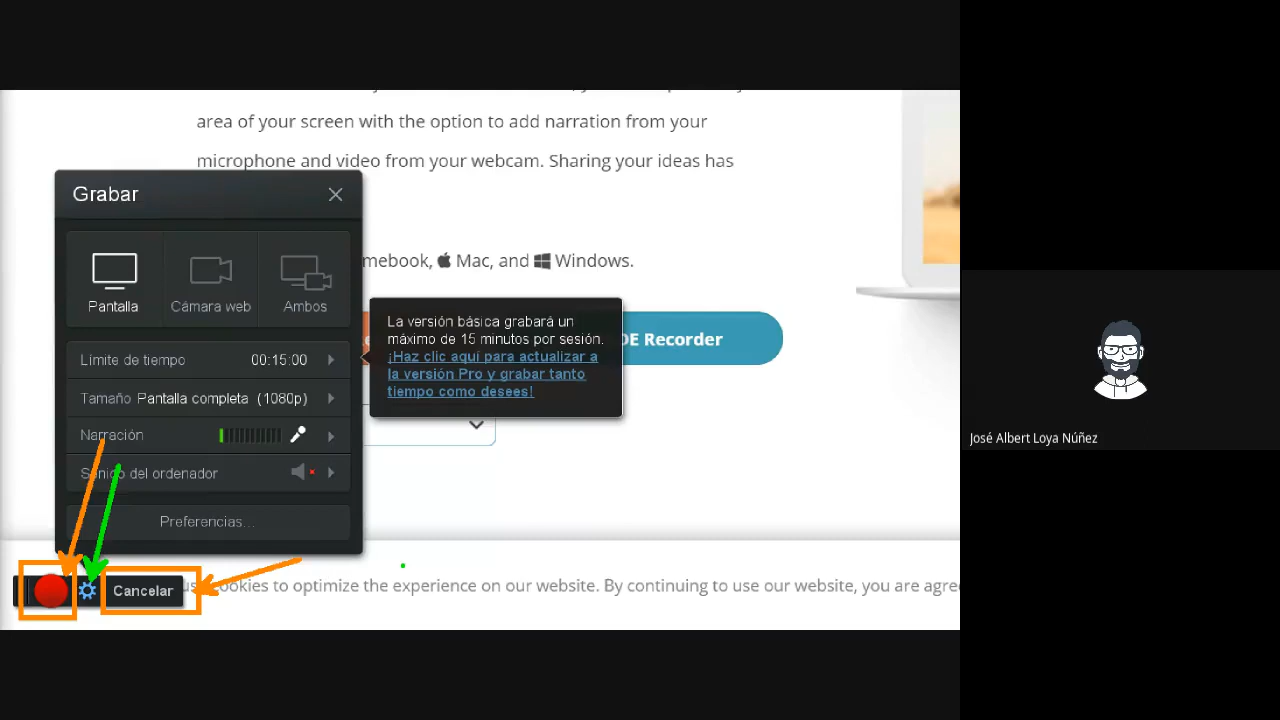 area of your screen with the option to add narration from your
microphone and video from your webcam. Sharing your ideas has
Grabar
Pantalla
Cámara web
Ambos
mebook, Mac, and Windows.
La versión básica grabará un
máximo de 15 minutos por sesión.
¡Haz clic aquí para actualizar a
la versión Pro y grabar tanto
tiempo como desees!
DE Recorder
Límite de tiempo 00:15:00
Tamaño Pantalla completa (1080p)
Narración
Sonido del ordenador
Preferencias...
Cancelar
cookies to optimize the experience on our website. By continuing to use our website, you are agre
José Albert Loya Núñez